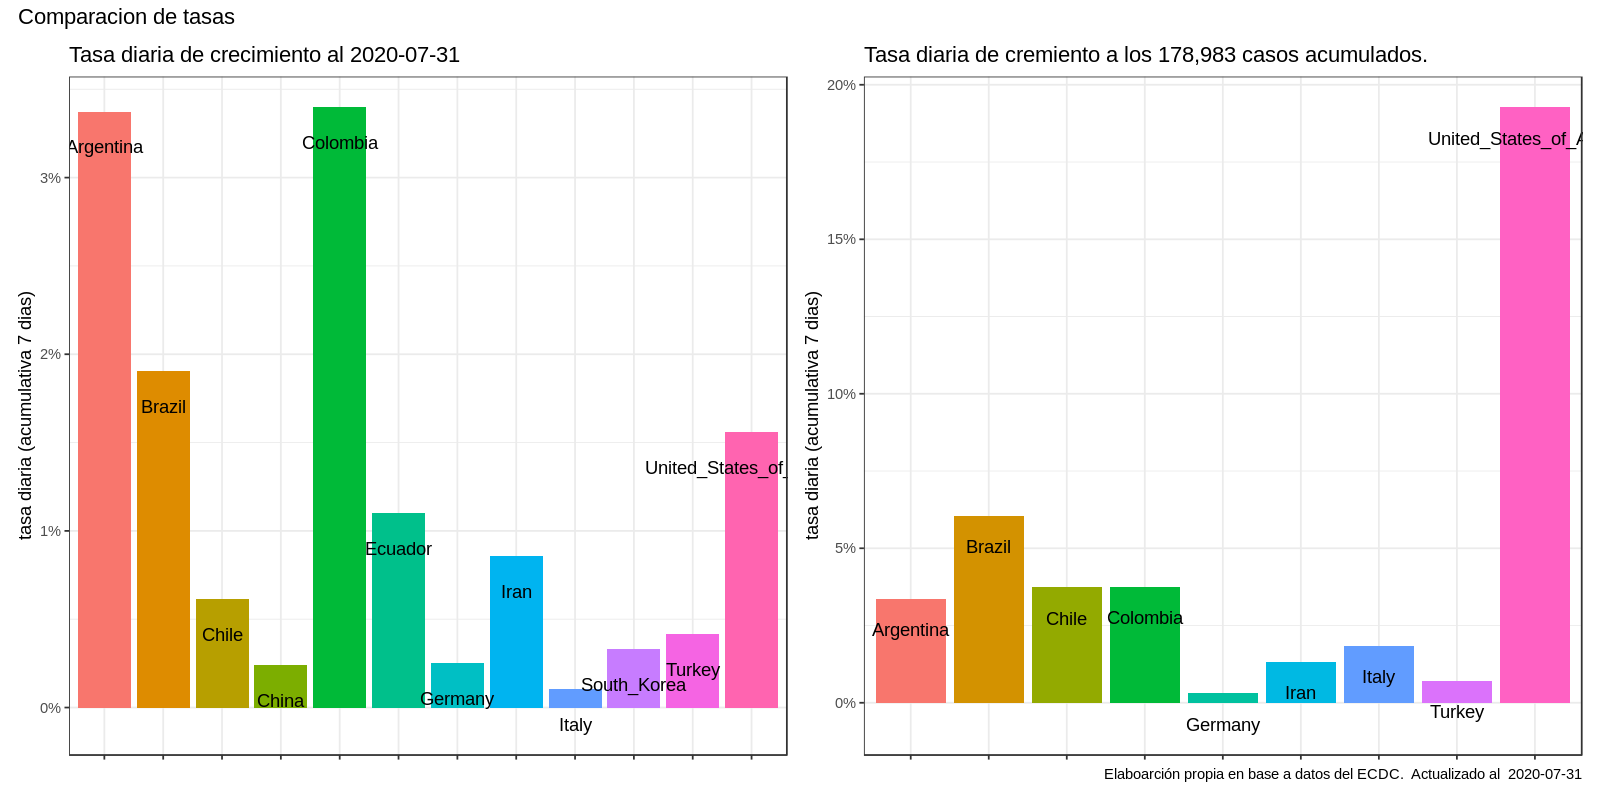 Comparacion de tasas
Tasa diaria de crecimiento al 2020-07-31
tasa diaria (acumulativa 7 dias)
3%
2%
1%
0%
Argentina
Brazil
Chile
China
Colombia
Ecuador
Germany
Iran
Italy
South_Korea
Turkey
United_States_of_
Tasa diaria de cremiento a los 178,983 casos acumulados.
tasa diaria (acumulativa 7 dias)
20%
15%
10%
5%
0%
Argentina
Brazil
Chile
Colombia
Germany
Iran
Italy
Turkey
United_States_of_A
Elaboarción propia en base a datos del ECDC. Actualizado al 2020-07-31